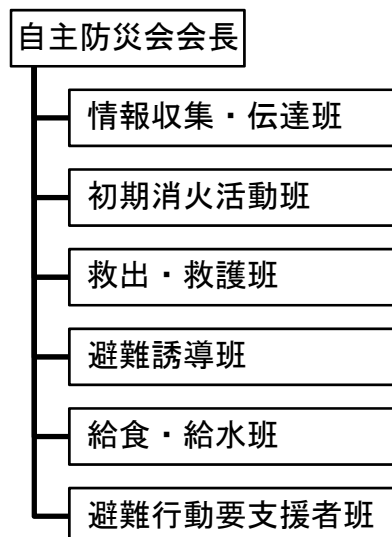 自主防災会会長
情報収集・伝達班
初期消火活動班
救出・救護班
避難誘導班
給食・給水班
避難行動要支援者班